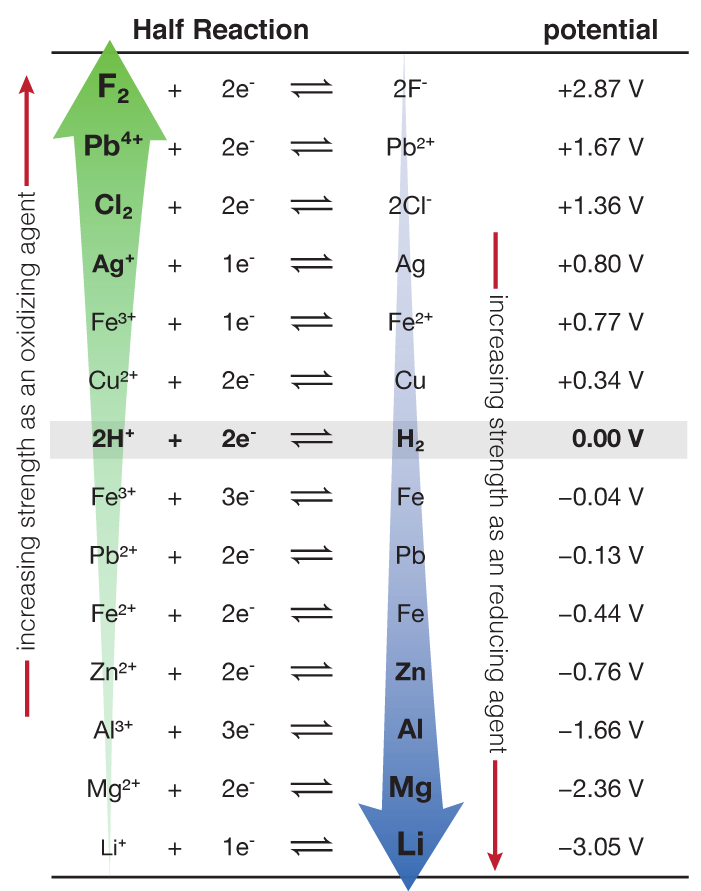 Half Reaction potential
F₂ + 2e⁻ ⇌ 2F⁻ +2.87 V
Pb⁴⁺ + 2e⁻ ⇌ Pb²⁺ +1.67 V
Cl₂ + 2e⁻ ⇌ 2Cl⁻ +1.36 V
Ag⁺ + 1e⁻ ⇌ Ag +0.80 V
Fe³⁺ + 1e⁻ ⇌ Fe²⁺ +0.77 V
Cu²⁺ + 2e⁻ ⇌ Cu +0.34 V
2H⁺ + 2e⁻ ⇌ H₂ 0.00 V
Fe³⁺ + 3e⁻ ⇌ Fe −0.04 V
Pb²⁺ + 2e⁻ ⇌ Pb −0.13 V
Fe²⁺ + 2e⁻ ⇌ Fe −0.44 V
Zn²⁺ + 2e⁻ ⇌ Zn −0.76 V
Al³⁺ + 3e⁻ ⇌ Al −1.66 V
Mg²⁺ + 2e⁻ ⇌ Mg −2.36 V
Li⁺ + 1e⁻ ⇌ Li −3.05 V
increasing strength as an oxidizing agent
increasing strength as an reducing agent